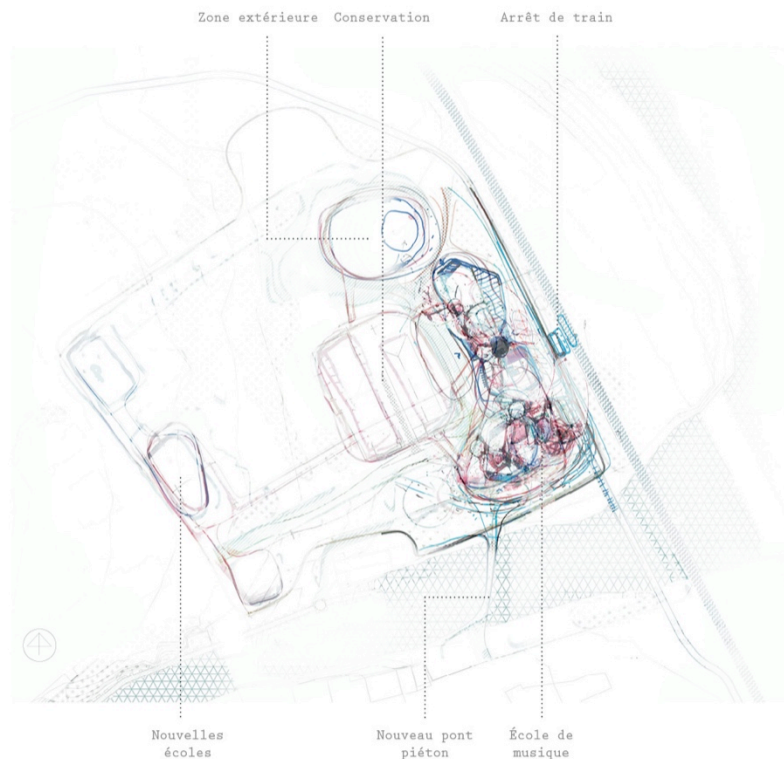 Zone extérieure
Conservation
Arrêt de train
Nouvelles
écoles
Nouveau pont
piéton
École de
musique